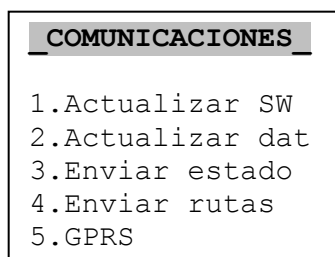 _COMUNICACIONES_
1.Actualizar SW
2.Actualizar dat
3.Enviar estado
4.Enviar rutas
5.GPRS